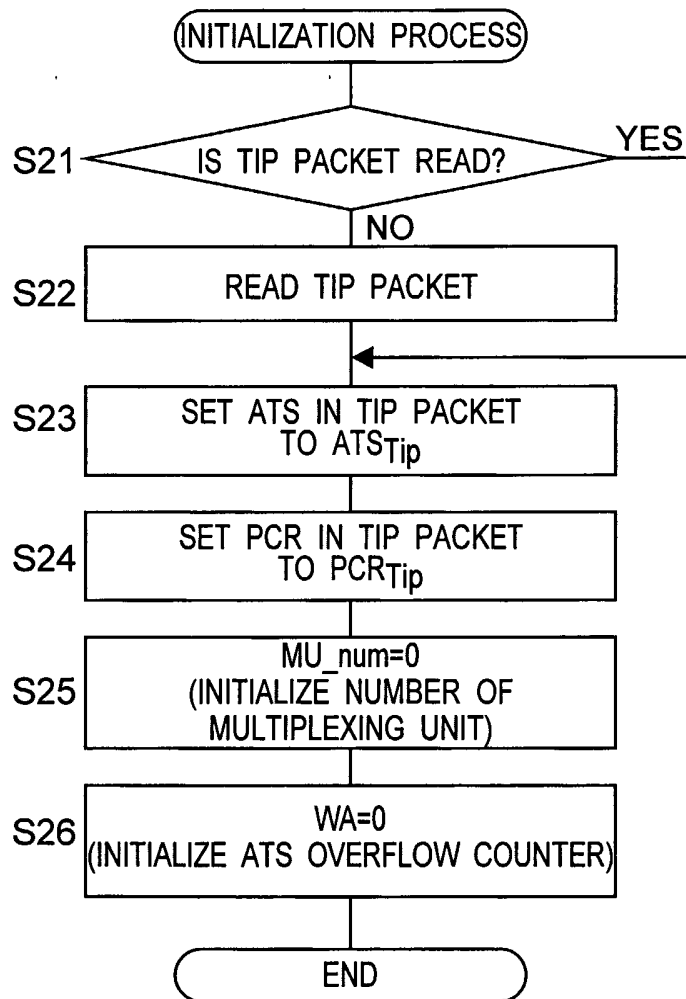 INITIALIZATION PROCESS
YES
S21
IS TIP PACKET READ?
NO
S22
READ TIP PACKET
S23
SET ATS IN TIP PACKET
TO ATSTip
S24
SET PCR IN TIP PACKET
TO PCRTip
S25
MU_num=0
(INITIALIZE NUMBER OF
MULTIPLEXING UNIT)
S26
WA=0
(INITIALIZE ATS OVERFLOW COUNTER)
END